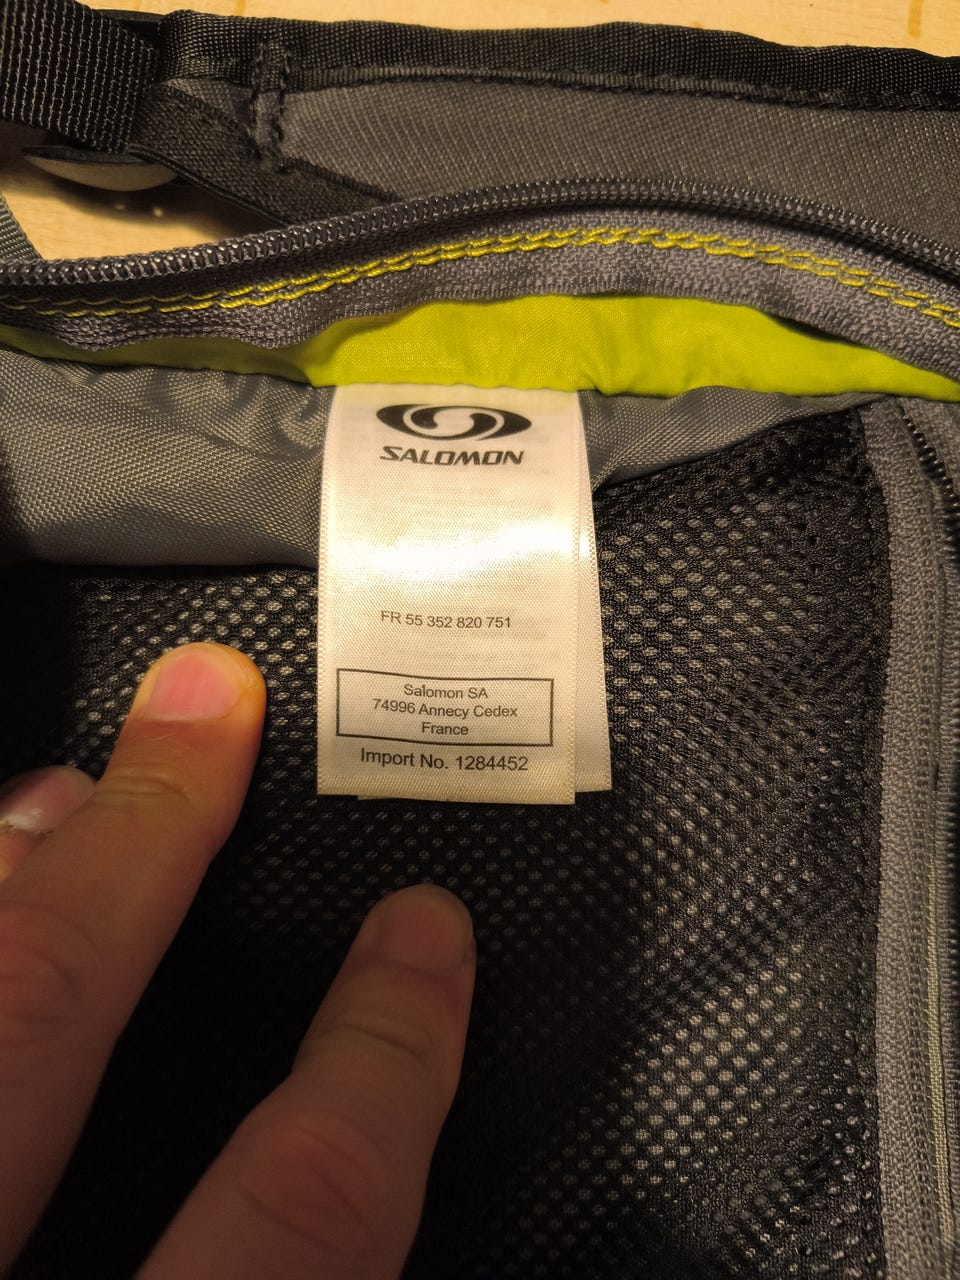 SALOMON
FR 55 352 820 751
Salomon SA
74996 Annecy Cedex
France
Import No. 1284452